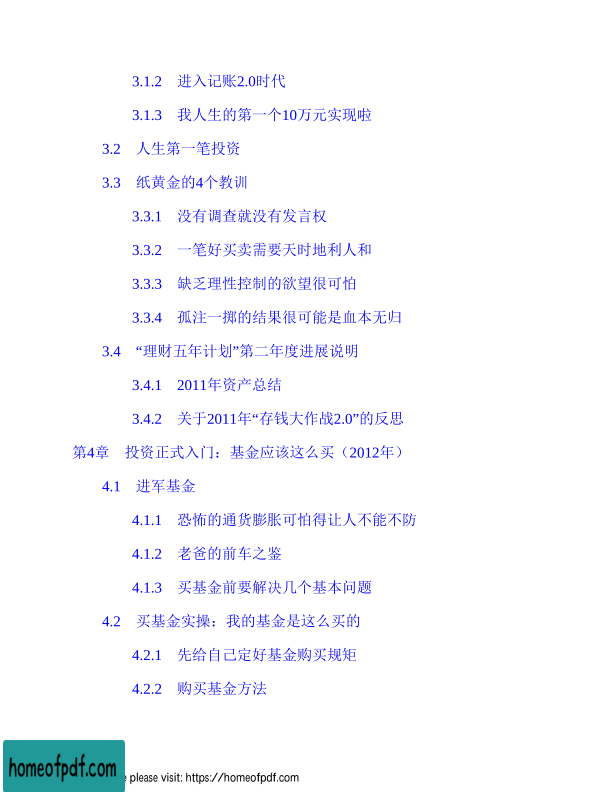 3.1.2 进入记账2.0时代
3.1.3 我人生的第一个10万元实现啦
3.2 人生第一笔投资
3.3 纸黄金的4个教训
3.3.1 没有调查就没有发言权
3.3.2 一笔好买卖需要天时地利人和
3.3.3 缺乏理性控制的欲望很可怕
3.3.4 孤注一掷的结果很可能是血本无归
3.4 “理财五年计划”第二年度进展说明
3.4.1 2011年资产总结
3.4.2 关于2011年“存钱大作战2.0”的反思
第4章 投资正式入门：基金应该这么买（2012年）
4.1 进军基金
4.1.1 恐怖的通货膨胀可怕得让人不能不防
4.1.2 老爸的前车之鉴
4.1.3 买基金前要解决几个基本问题
4.2 买基金实操：我的基金是这么买的
4.2.1 先给自己定好基金购买规矩
4.2.2 购买基金方法
homeofpdf.com
please visit: https://homeofpdf.com